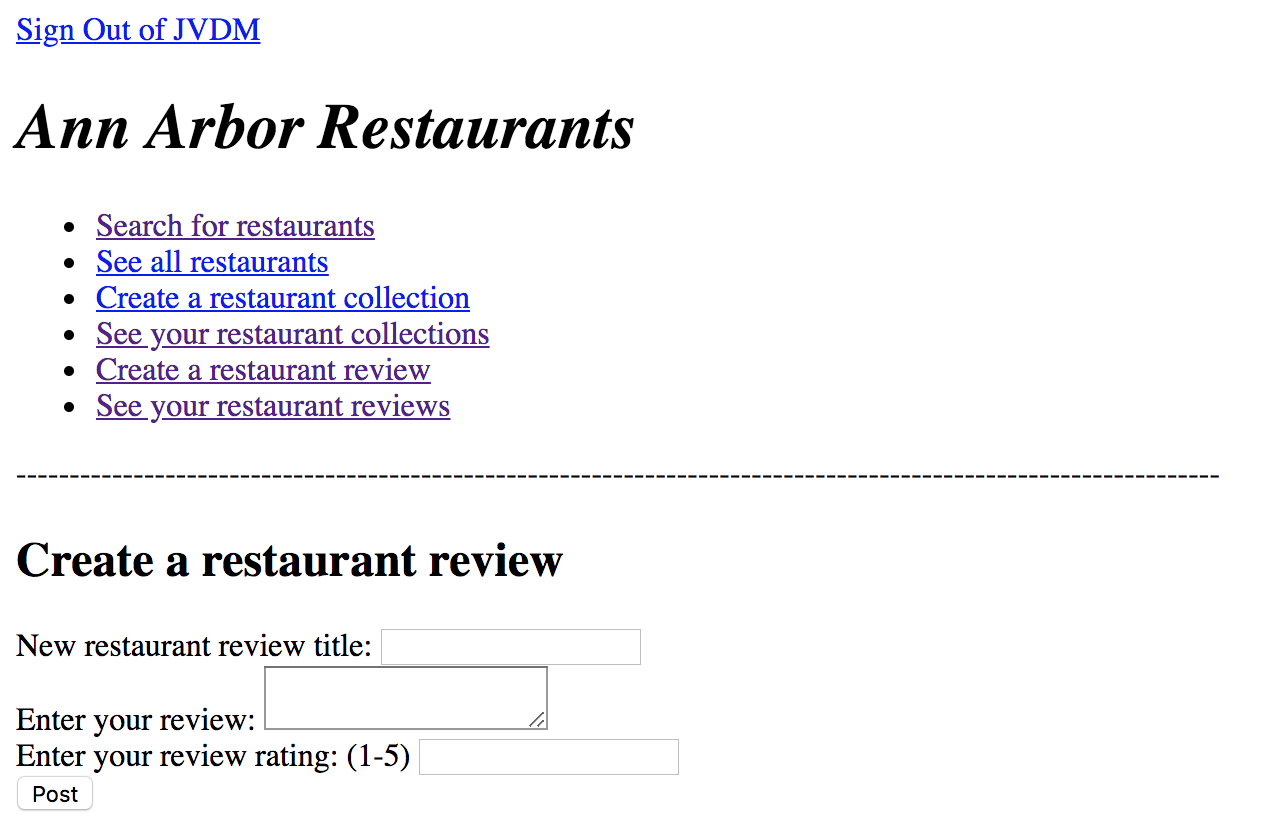 Sign Out of JVDM
Ann Arbor Restaurants
Search for restaurants
See all restaurants
Create a restaurant collection
See your restaurant collections
Create a restaurant review
See your restaurant reviews
-----------------------------------------------------------------------------------------------------------------
Create a restaurant review
New restaurant review title:
Enter your review:
Enter your review rating: (1-5)
Post